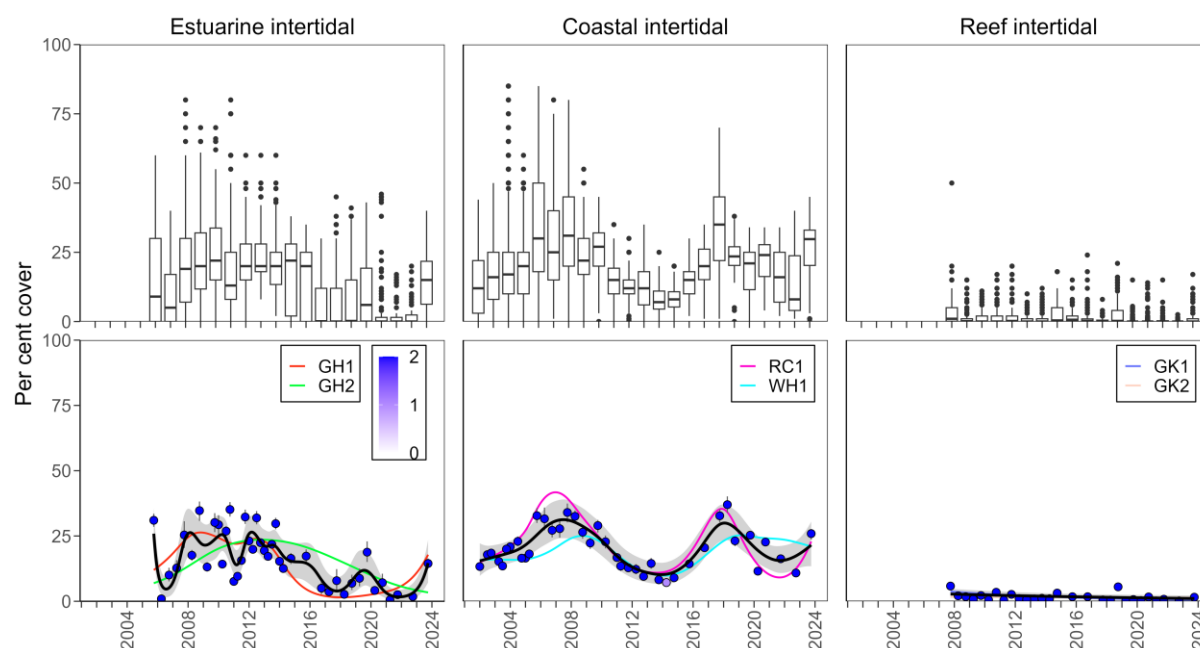 Estuarine intertidal Coastal intertidal Reef intertidal
Per cent cover
100
75
50
25
0
100
75
50
25
0
GH1
GH2
2
1
0
RC1
WH1
GK1
GK2
2004 2008 2012 2016 2020 2024 2004 2008 2012 2016 2020 2024 2004 2008 2012 2016 2020 2024